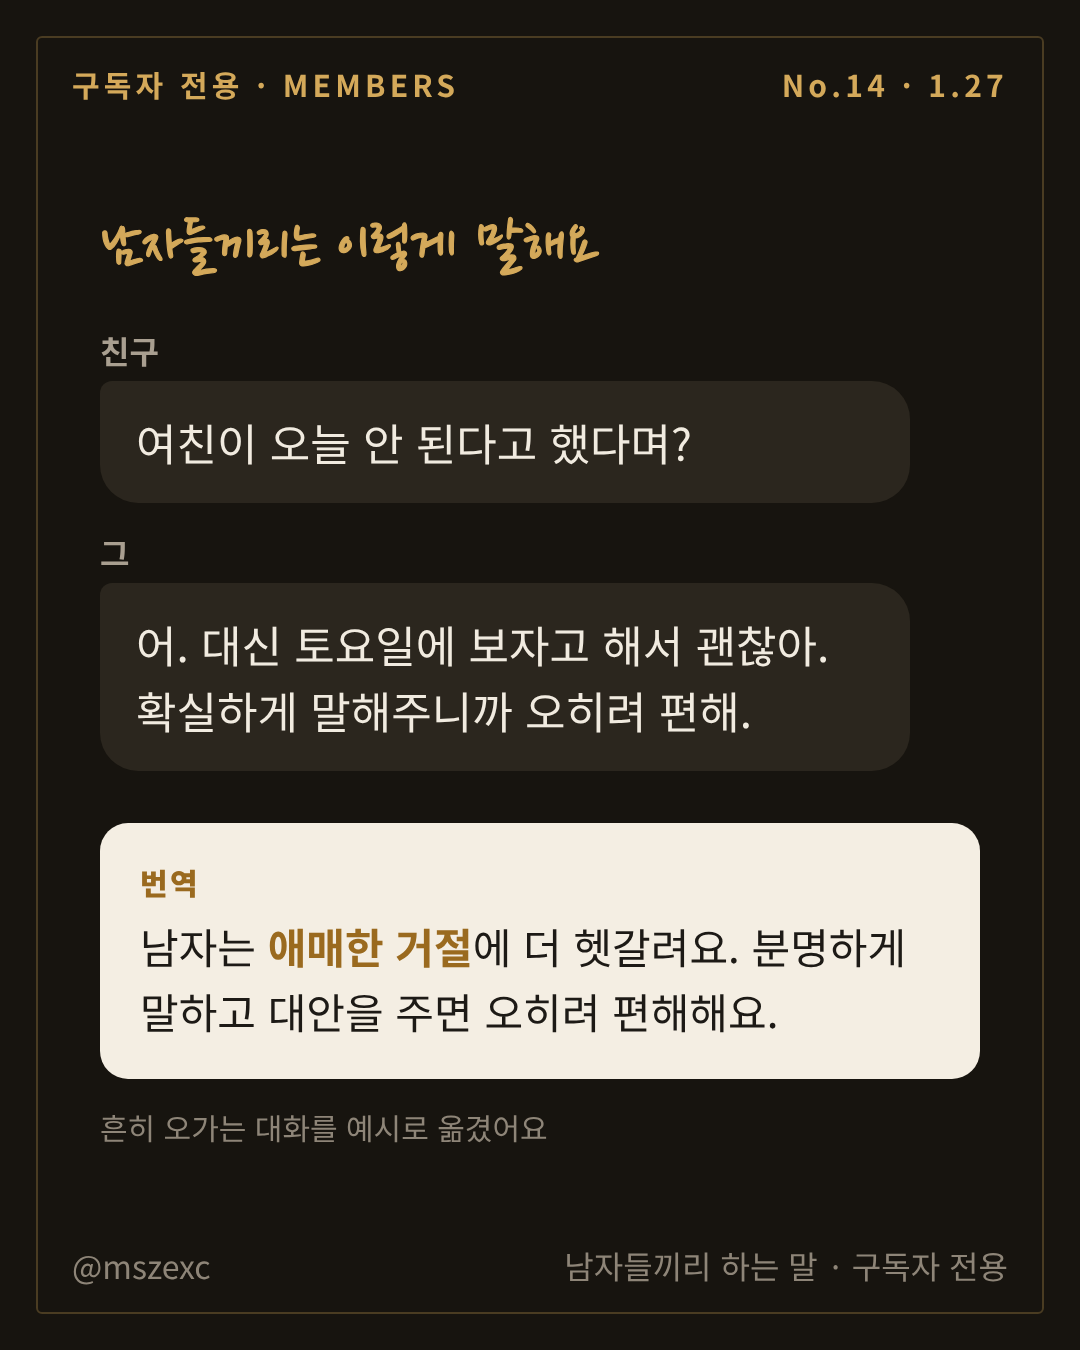 구독자 전용 · MEMBERS
No.14 · 1.27
남자들끼리는 이렇게 말해요
친구
여친이 오늘 안 된다고 했다며?
그
어. 대신 토요일에 보자고 해서 괜찮아.
확실하게 말해주니까 오히려 편해.
번역
남자는 애매한 거절에 더 헷갈려요. 분명하게
말하고 대안을 주면 오히려 편해해요.
흔히 오가는 대화를 예시로 옮겼어요
@mszexc
남자들끼리 하는 말 · 구독자 전용